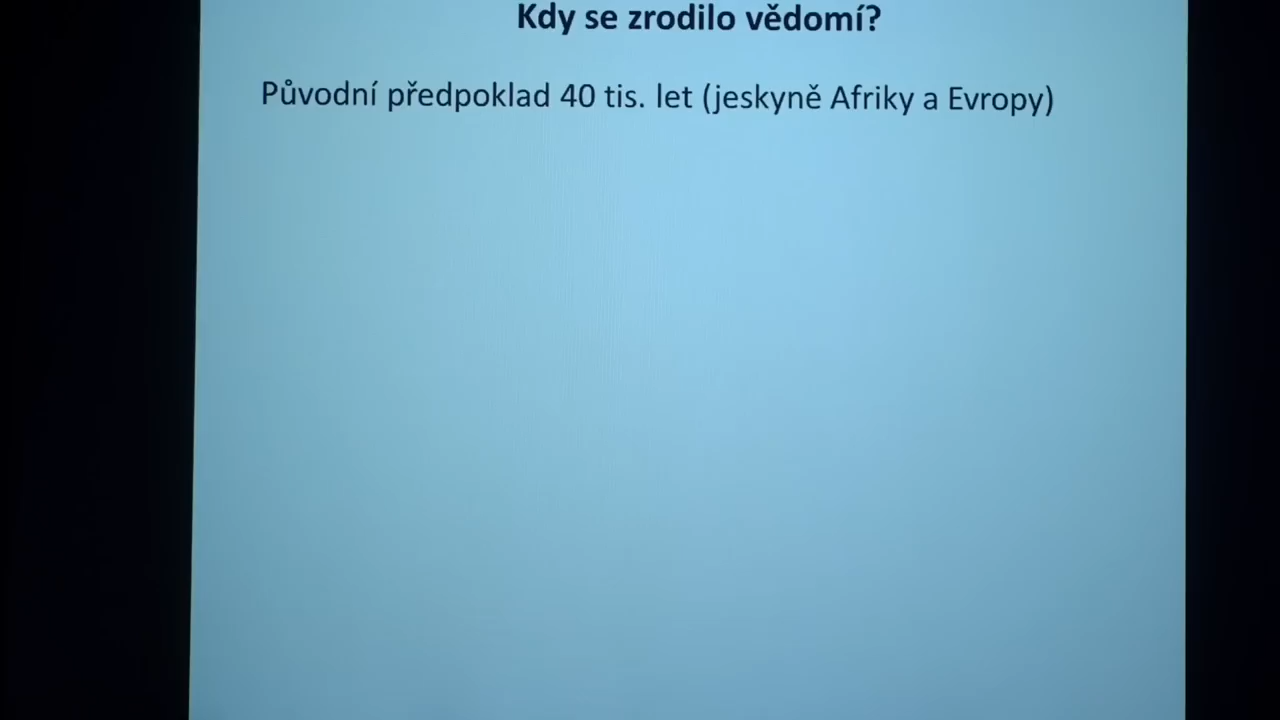 Kdy se zrodilo vědomí?
Původní předpoklad 40 tis. let (jeskyně Afriky a Evropy)